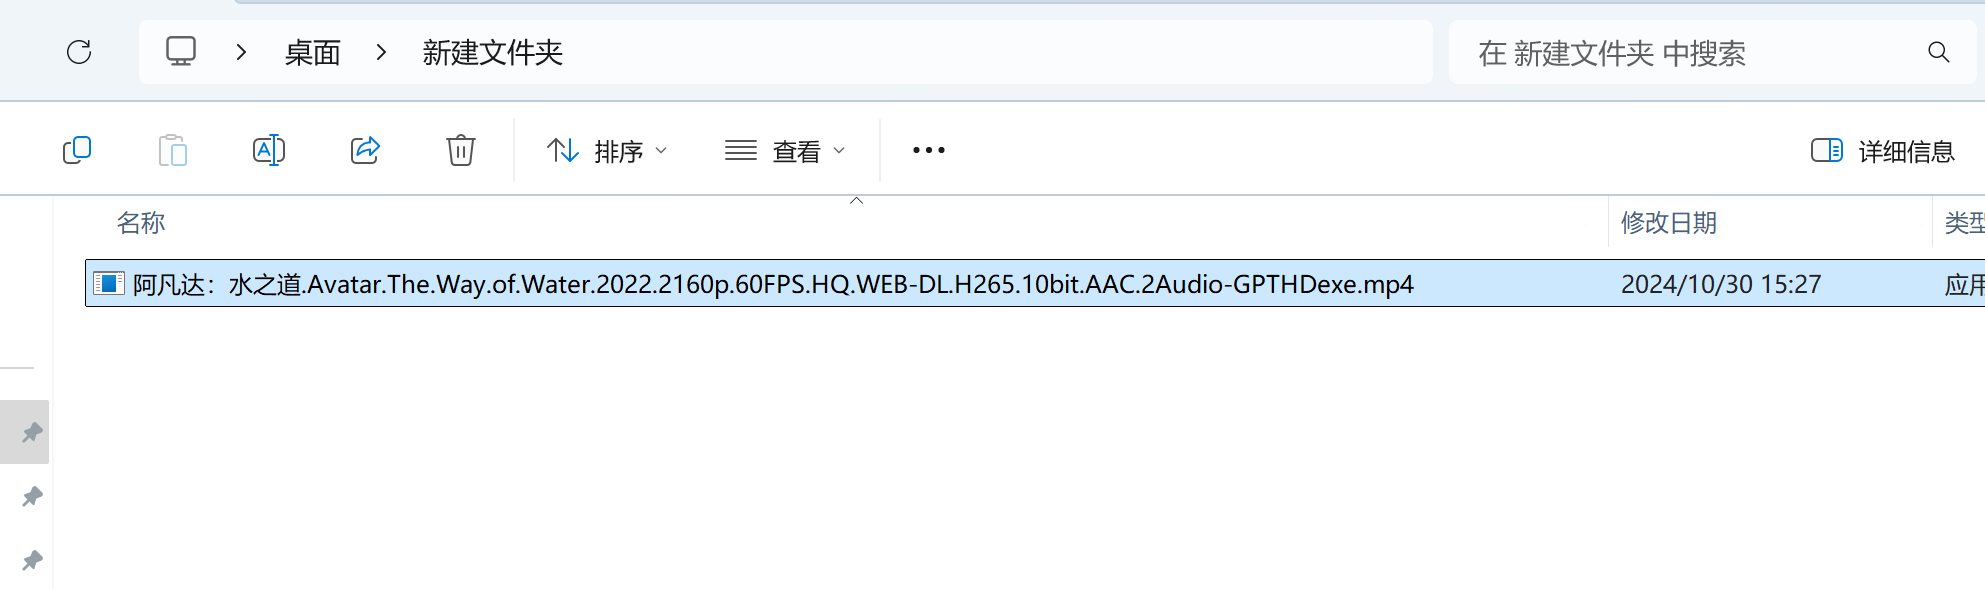 桌面 新建文件夹 在 新建文件夹 中搜索
排序 查看 详细信息
名称 修改日期 类型
阿凡达：水之道.Avatar.The.Way.of.Water.2022.2160p.60FPS.HQ.WEB-DL.H265.10bit.AAC.2Audio-GPTHDexe.mp4 2024/10/30 15:27 应用